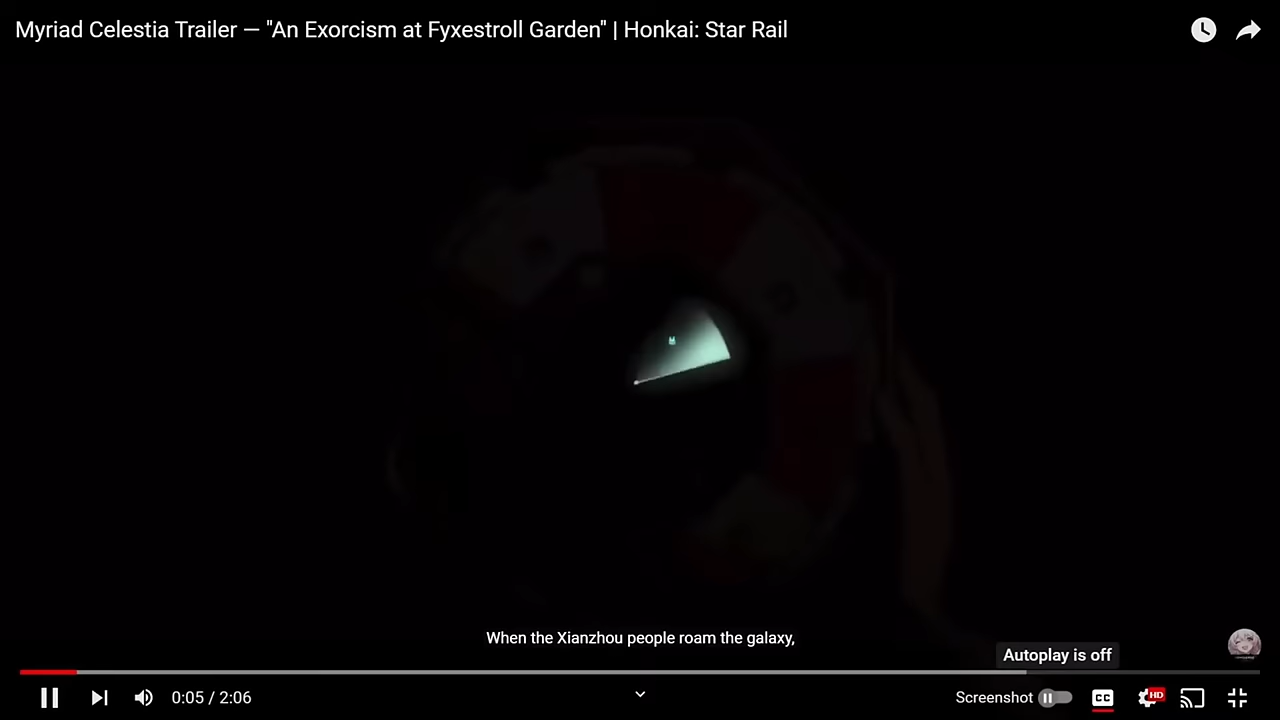 Myriad Celestia Trailer — "An Exorcism at Fyxestroll Garden" | Honkai: Star Rail
When the Xianzhou people roam the galaxy,
Autoplay is off
0:05 / 2:06
Screenshot
CC
HD